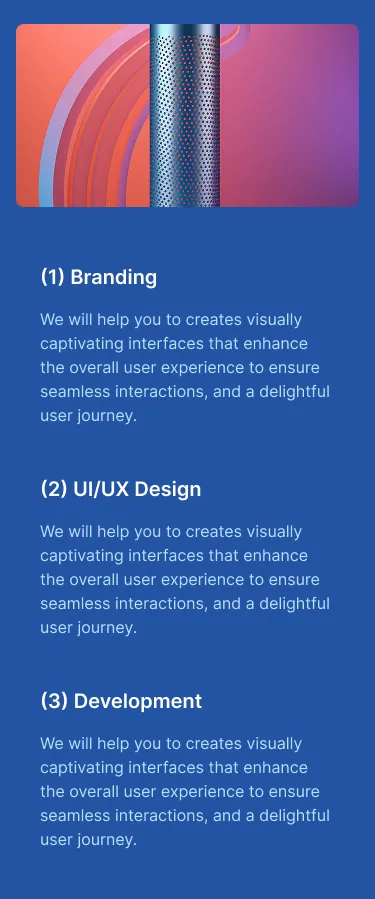 (1) Branding
We will help you to creates visually
captivating interfaces that enhance
the overall user experience to ensure
seamless interactions, and a delightful
user journey.
(2) UI/UX Design
We will help you to creates visually
captivating interfaces that enhance
the overall user experience to ensure
seamless interactions, and a delightful
user journey.
(3) Development
We will help you to creates visually
captivating interfaces that enhance
the overall user experience to ensure
seamless interactions, and a delightful
user journey.